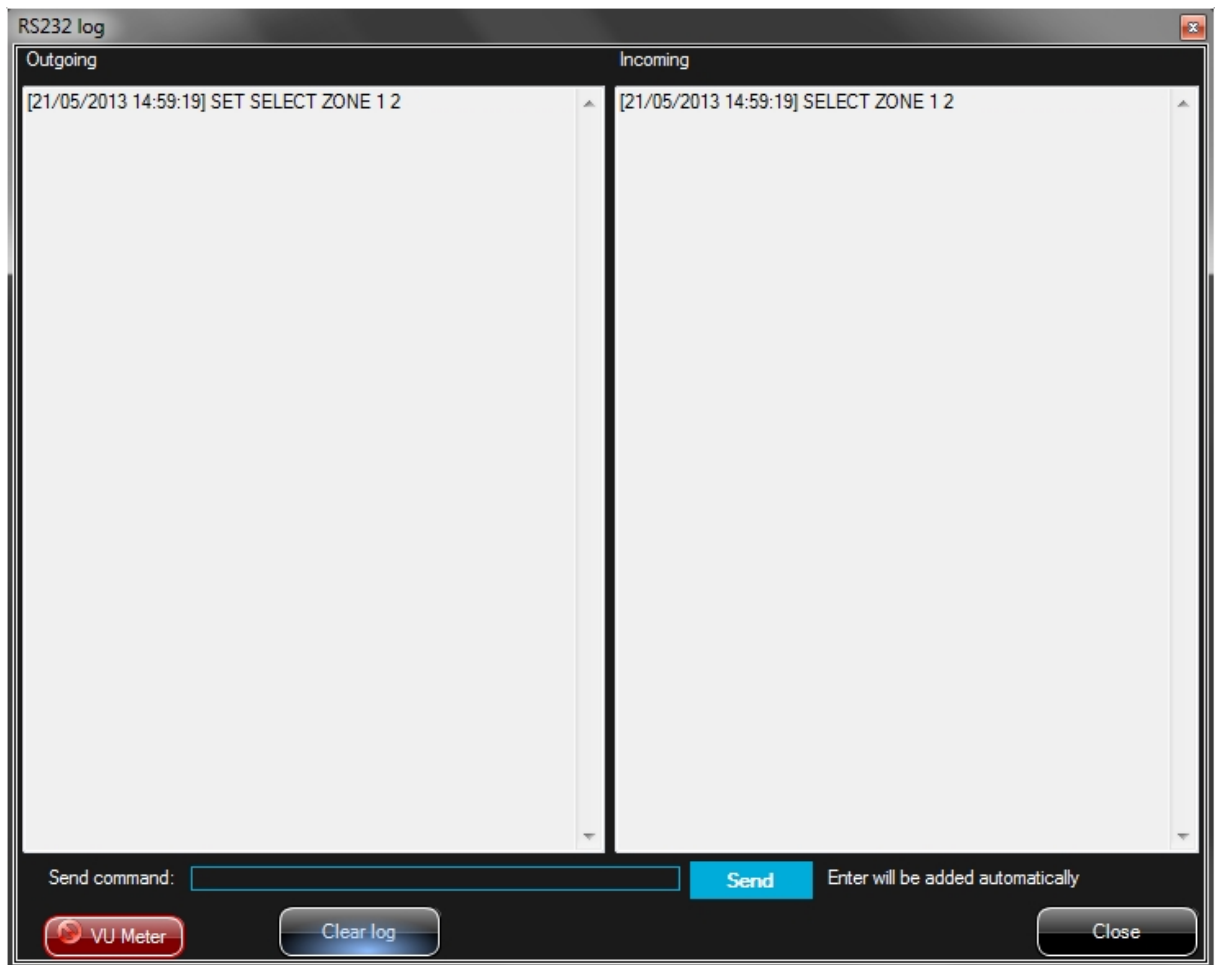 RS232 log
Outgoing
Incoming
[21/05/2013 14:59:19] SET SELECT ZONE 1 2
[21/05/2013 14:59:19] SELECT ZONE 1 2
Send command:
Send
Enter will be added automatically
VU Meter
Clear log
Close